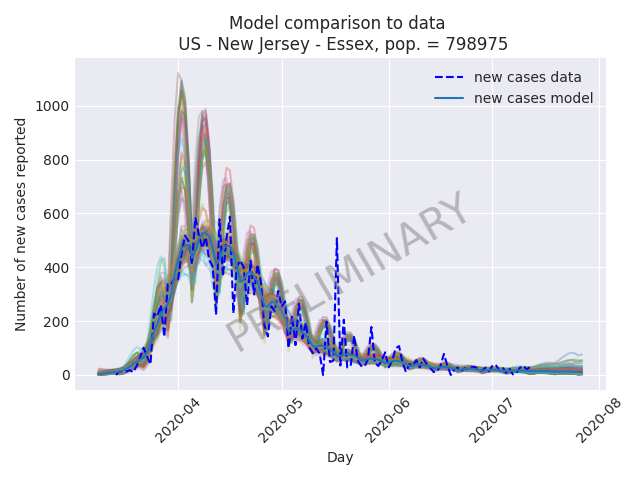 Model comparison to data
US - New Jersey - Essex, pop. = 798975
new cases data
new cases model
Number of new cases reported
1000
800
600
400
200
0
PRELIMINARY
2020-04
2020-05
2020-06
2020-07
2020-08
Day